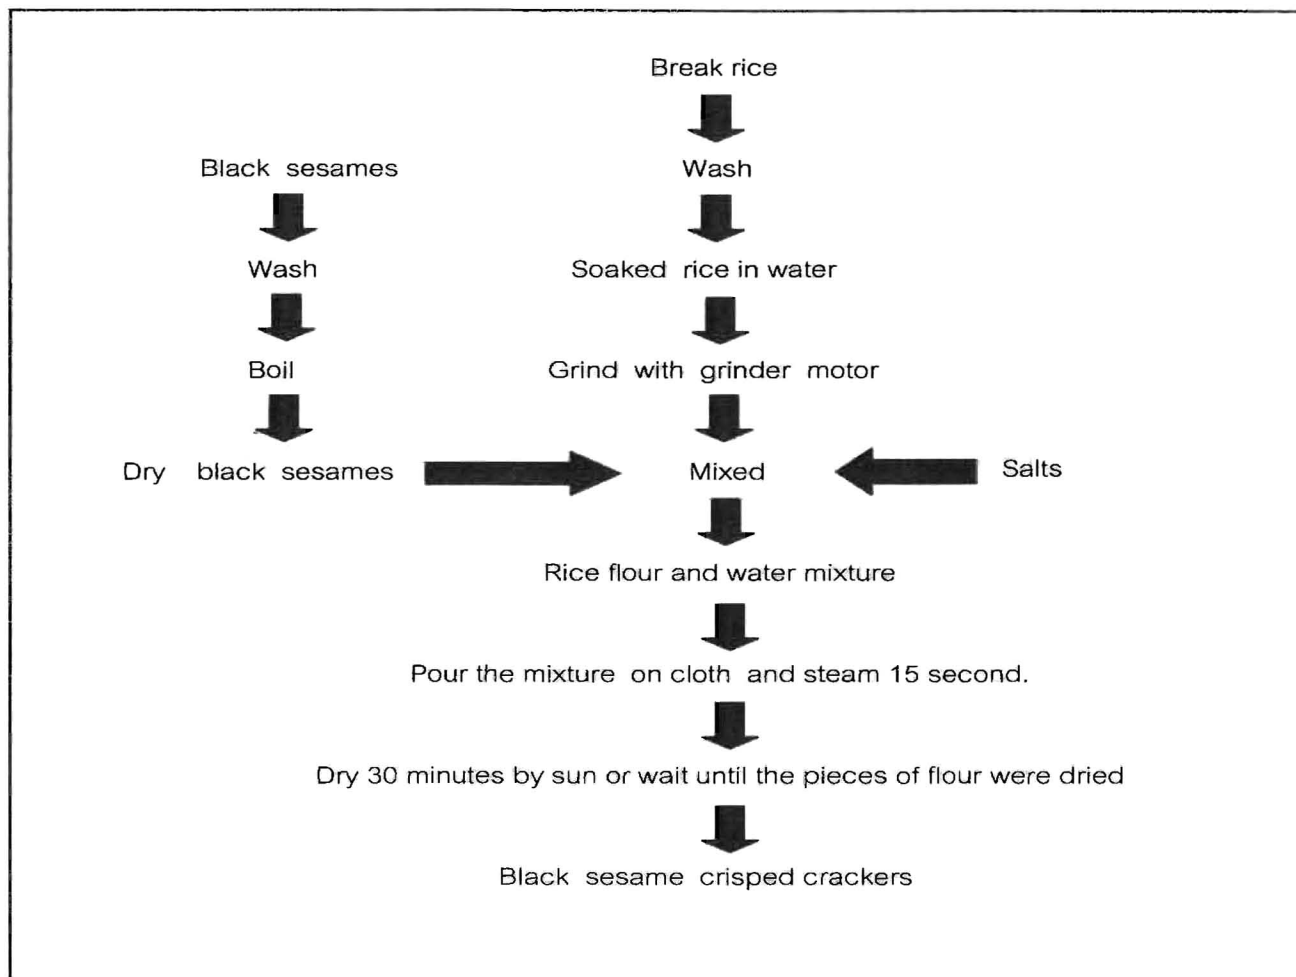 Break rice
Black sesames
Wash
Wash
Soaked rice in water
Boil
Grind with grinder motor
Dry black sesames
Mixed
Salts
Rice flour and water mixture
Pour the mixture on cloth and steam 15 second.
Dry 30 minutes by sun or wait until the pieces of flour were dried
Black sesame crisped crackers